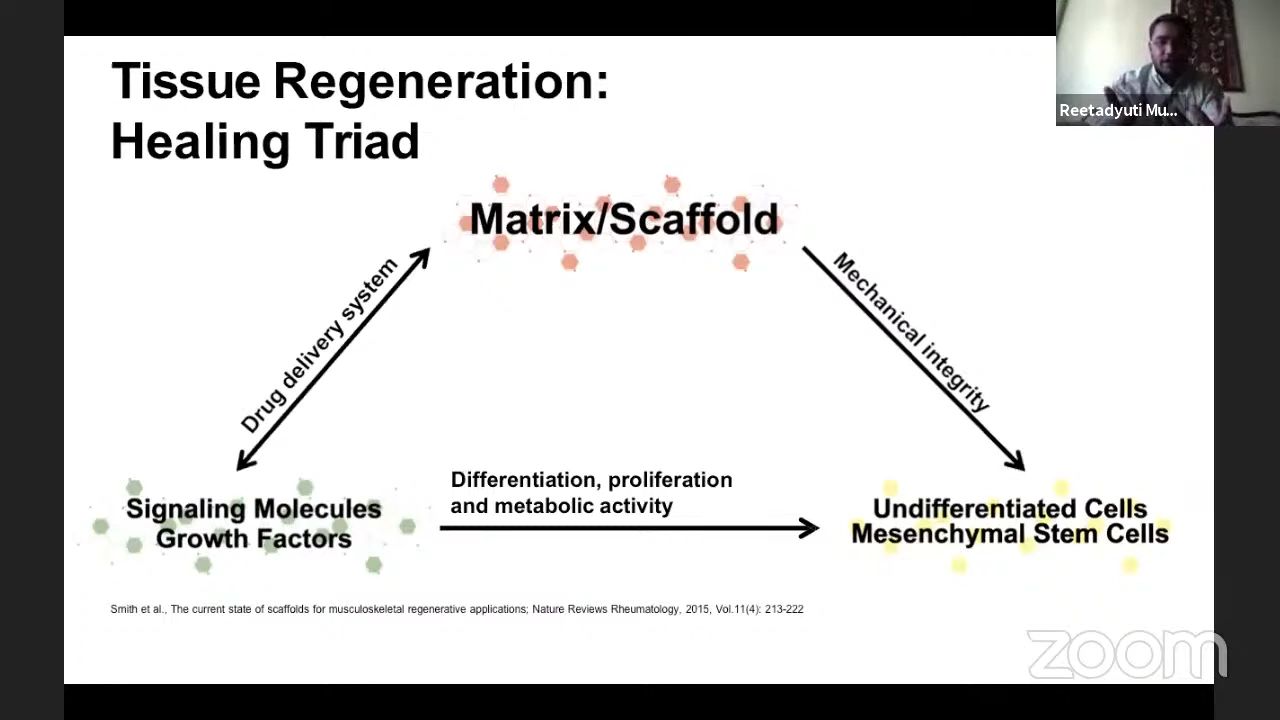 Tissue Regeneration:
Healing Triad
Reetadyuti Mu...
Matrix/Scaffold
Drug delivery system
Mechanical integrity
Differentiation, proliferation
and metabolic activity
Signaling Molecules
Growth Factors
Undifferentiated Cells
Mesenchymal Stem Cells
Smith et al., The current state of scaffolds for musculoskeletal regenerative applications; Nature Reviews Rheumatology, 2015, Vol.11(4): 213-222
zoom